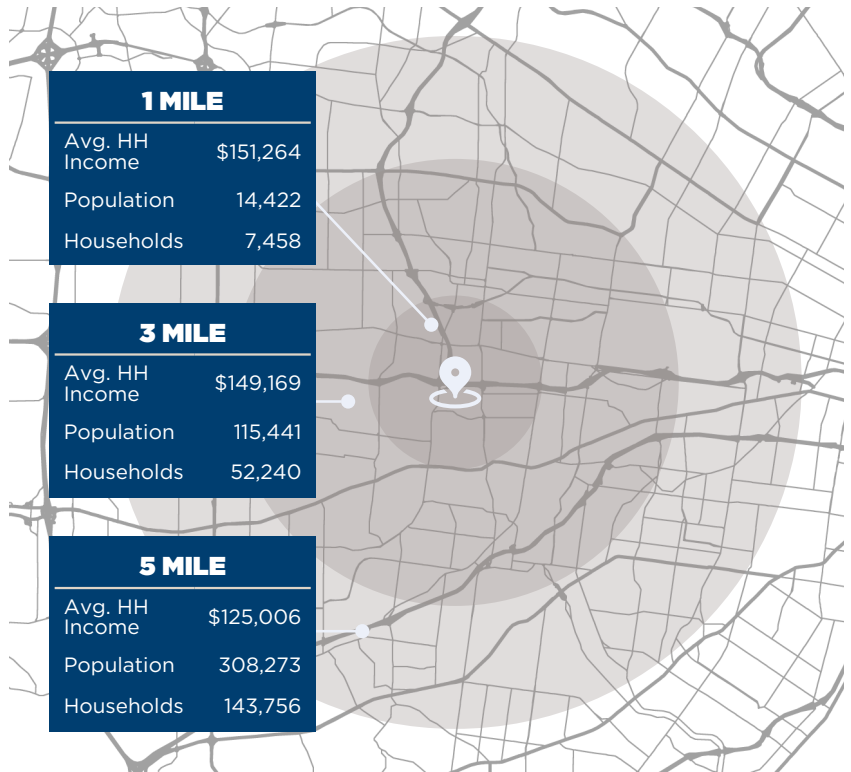 1 MILE
Avg. HH
Income $151,264
Population 14,422
Households 7,458
3 MILE
Avg. HH
Income $149,169
Population 115,441
Households 52,240
5 MILE
Avg. HH
Income $125,006
Population 308,273
Households 143,756